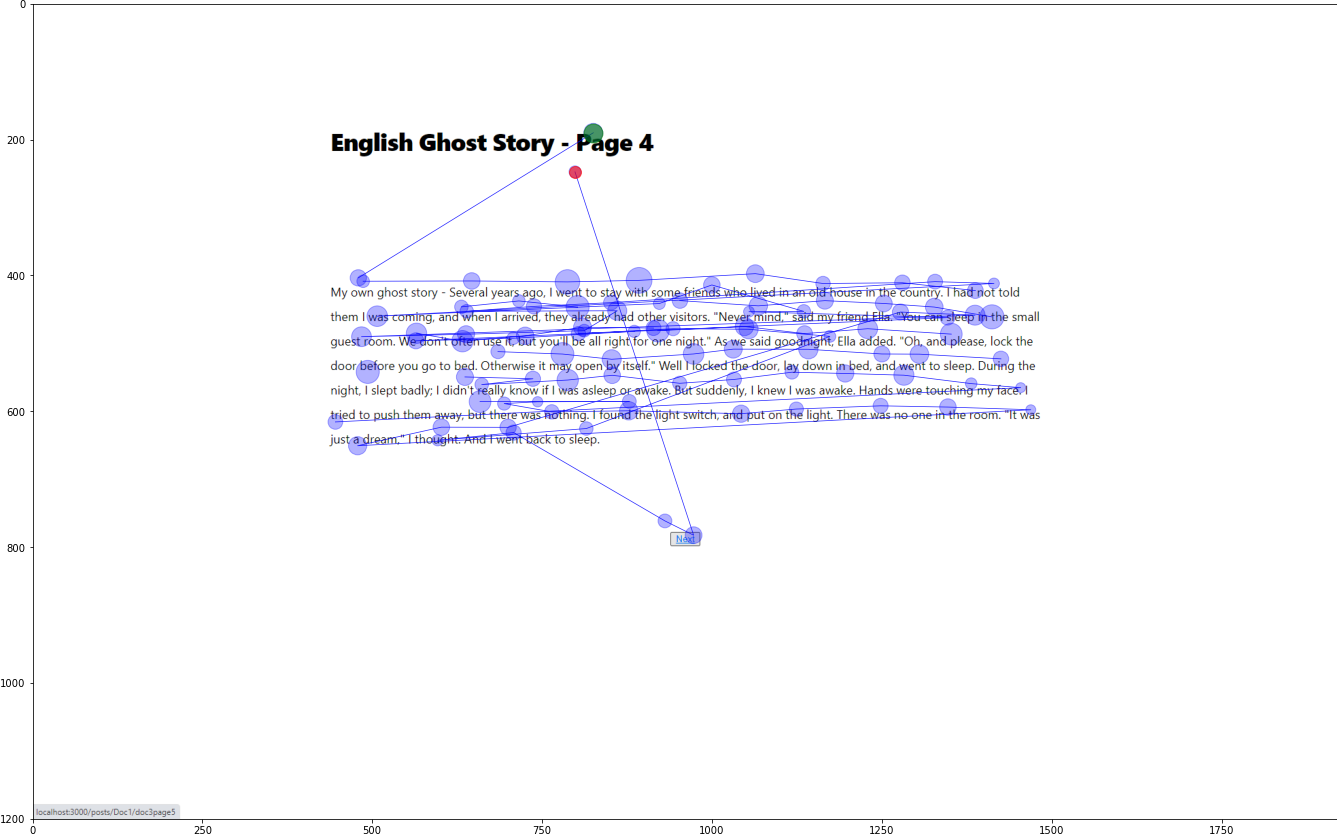 0
200
English Ghost Story - Page 4
400
My own ghost story - Several years ago, I went to stay with some friends who lived in an old house in the country. I had not told
them I was coming, and when I arrived, they already had other visitors. "Never mind," said my friend Ella. "You can sleep in the small
guest room. We don't often use it, but you'll be all right for one night." As we said goodnight, Ella added. "Oh, and please, lock the
door before you go to bed. Otherwise it may open by itself." Well I locked the door, lay down in bed, and went to sleep. During the
night, I slept badly; I didn't really know if I was asleep or awake. But suddenly, I knew I was awake. Hands were touching my face. I
600
tried to push them away, but there was nothing. I found the light switch, and put on the light. There was no one in the room. "It was
just a dream," I thought. And I went back to sleep.
800
Next
1000
localhost:3000/posts/Doc1/doc3page5
1200
0 250 500 750 1000 1250 1500 1750